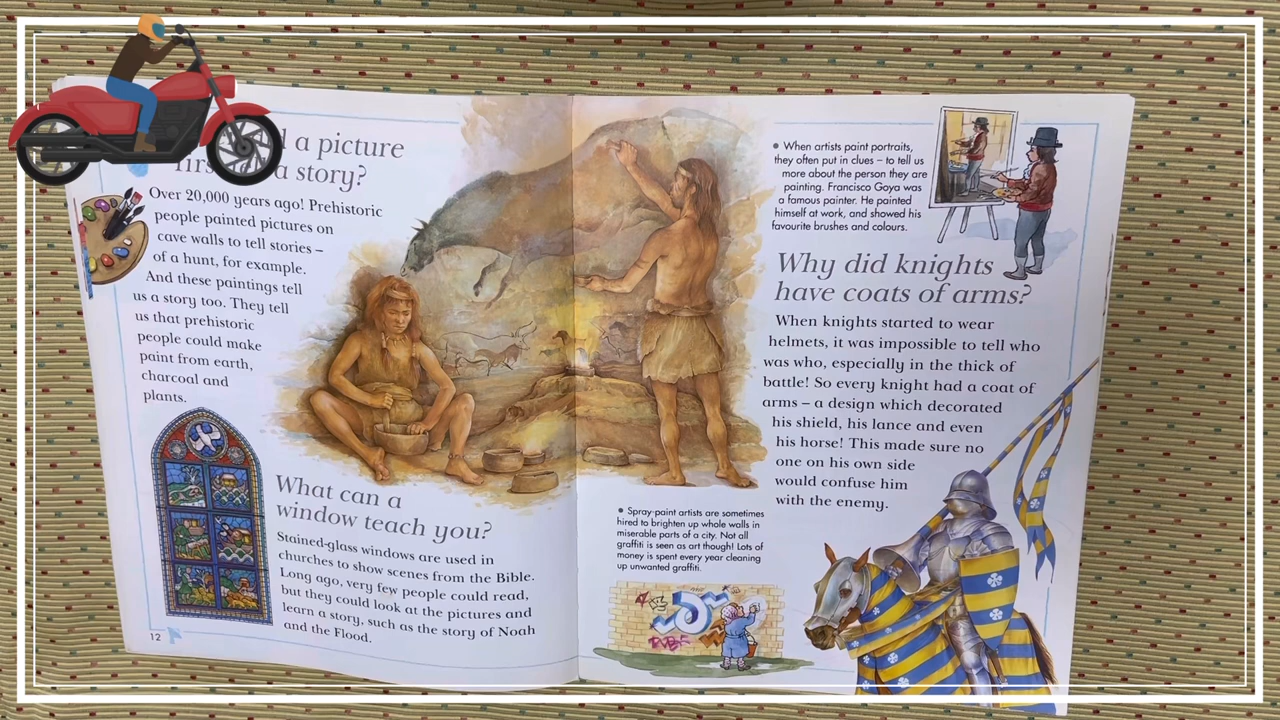 a picture
a story?
Over 20,000 years ago! Prehistoric
people painted pictures on
cave walls to tell stories –
of a hunt, for example.
And these paintings tell
us a story too. They tell
us that prehistoric
people could make
paint from earth,
charcoal and
plants.
What can a
window teach you?
Stained-glass windows are used in
churches to show scenes from the Bible.
Long ago, very few people could read,
but they could look at the pictures and
learn a story, such as the story of Noah
and the Flood.
12
• When artists paint portraits,
they often put in clues – to tell us
more about the person they are
painting. Francisco Goya was
a famous painter. He painted
himself at work, and showed his
favourite brushes and colours.
Why did knights
have coats of arms?
When knights started to wear
helmets, it was impossible to tell who
was who, especially in the thick of
battle! So every knight had a coat of
arms – a design which decorated
his shield, his lance and even
his horse! This made sure no
one on his own side
would confuse him
with the enemy.
• Spray-paint artists are sometimes
hired to brighten up whole walls in
miserable parts of a city. Not all
graffiti is seen as art though! Lots of
money is spent every year cleaning
up unwanted graffiti.